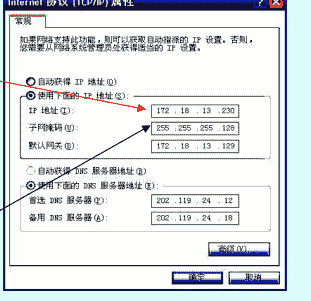 Internet 协议 (TCP/IP) 属性
常规
如果网络支持此功能，则可以获取自动指派的 IP 设置。否则，
您需要从网络系统管理员处获得适当的 IP 设置。
自动获得 IP 地址(O)
使用下面的 IP 地址(S):
IP 地址(I): 172 . 18 . 13 .230
子网掩码(U): 255 .255 .255 .128
默认网关(D): 172 . 18 . 13 .129
自动获得 DNS 服务器地址(B)
使用下面的 DNS 服务器地址(E):
首选 DNS 服务器(P): 202 .119 . 24 . 12
备用 DNS 服务器(A): 202 .119 . 24 . 18
高级(V)...
确定 取消